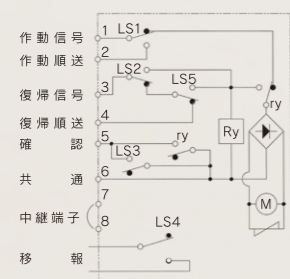 作動信号 1 LS1
作動順送 2
LS2
復帰信号 3 LS5
ry
復帰順送 4
Ry
確認 5 ry
LS3
共通 6
7
M
中継端子
8
LS4
移報